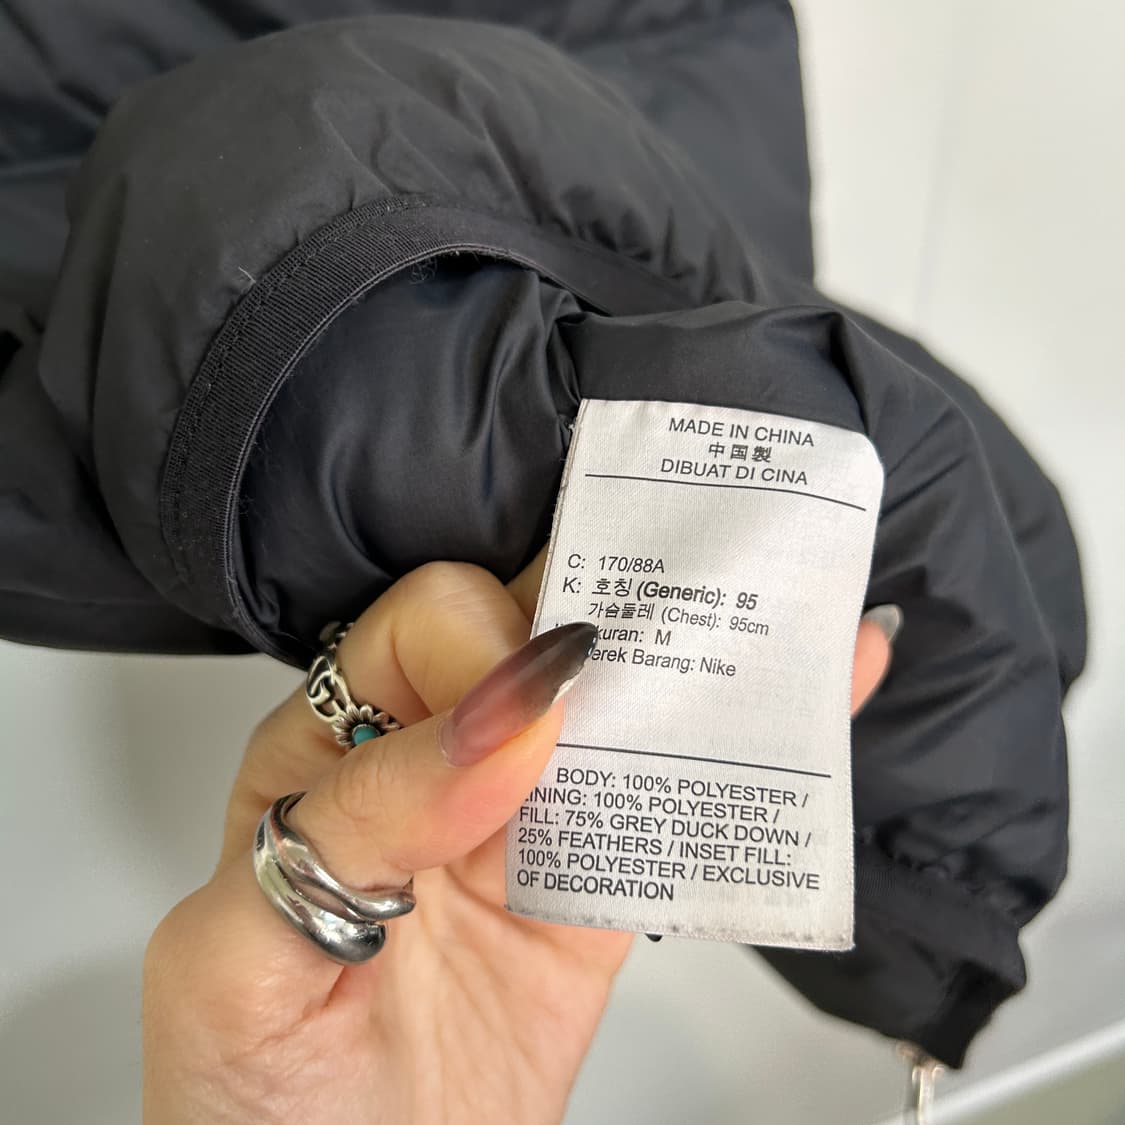 MADE IN CHINA
中国製
DIBUAT DI CINA
C: 170/88A
K: 호칭 (Generic): 95
가슴둘레 (Chest): 95cm
kuran: M
erek Barang: Nike
BODY: 100% POLYESTER /
LINING: 100% POLYESTER /
FILL: 75% GREY DUCK DOWN /
25% FEATHERS / INSET FILL:
100% POLYESTER / EXCLUSIVE
OF DECORATION